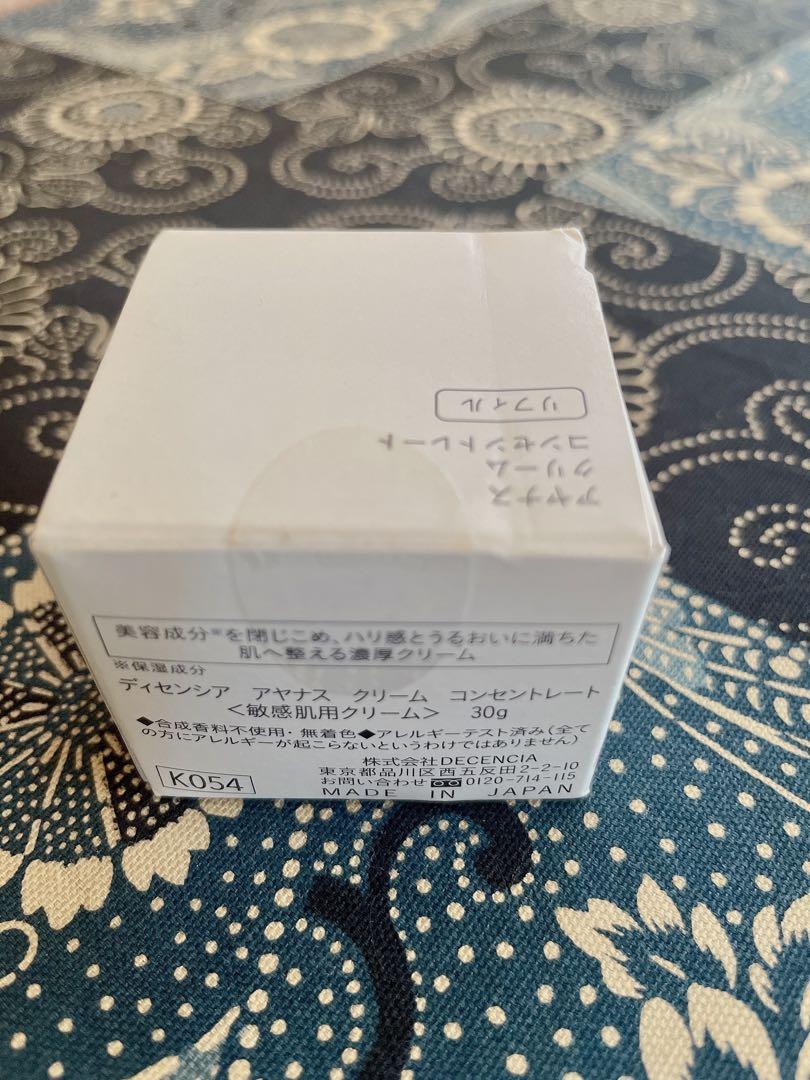 アヤナス
クリーム
コンセントレート
リフィル
美容成分※を閉じこめ、ハリ感とうるおいに満ちた
肌へ整える濃厚クリーム
※保湿成分
ディセンシア アヤナス クリーム コンセントレート
＜敏感肌用クリーム＞ 30g
◆合成香料不使用・無着色◆アレルギーテスト済み(全て
の方にアレルギーが起こらないというわけではありません)
株式会社DECENCIA
東京都品川区西五反田2-2-10
お問い合わせ 0120-714-115
K054
MADE IN JAPAN